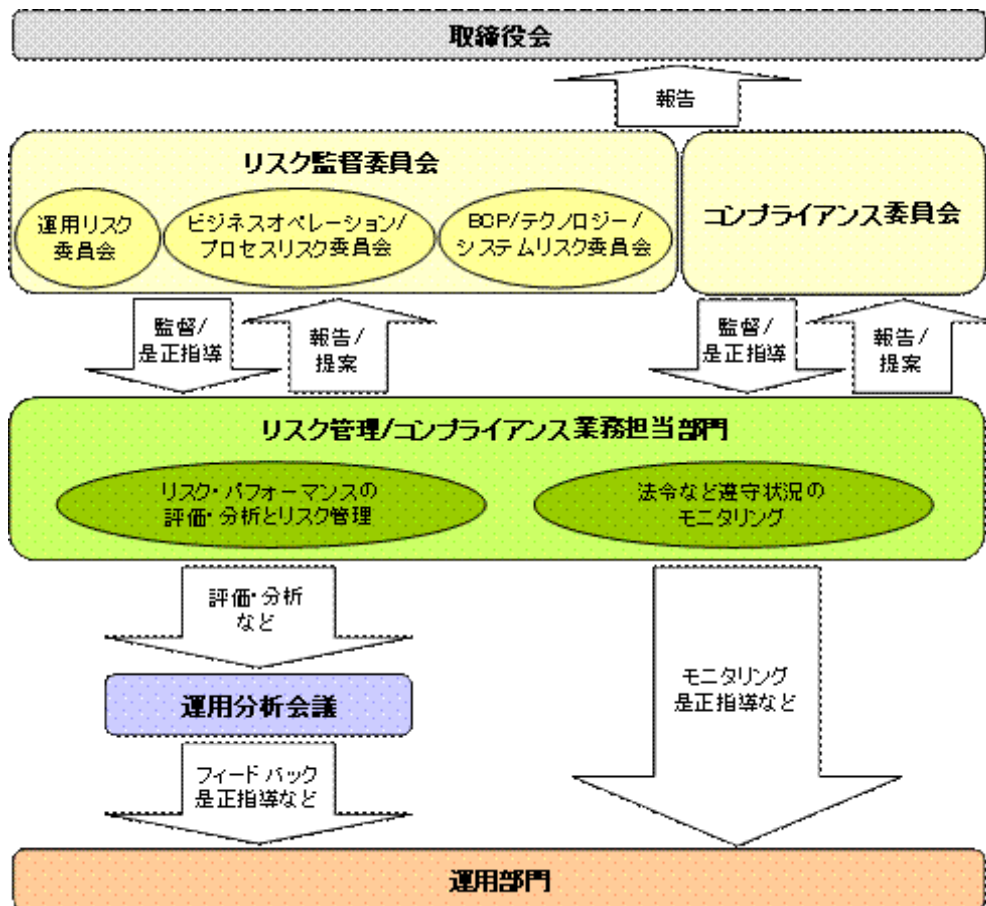 取締役会
報告
リスク監督委員会
運用リスク
委員会
ビジネスオペレーション/
プロセスリスク委員会
BCP/テクノロジー/
システムリスク委員会
コンプライアンス委員会
監督/
是正指導
報告/
提案
監督/
是正指導
報告/
提案
リスク管理/コンプライアンス業務担当部門
リスク・パフォーマンスの
評価・分析とリスク管理
法令など遵守状況の
モニタリング
評価・分析
など
運用分析会議
モニタリング
是正指導など
フィードバック
是正指導など
運用部門